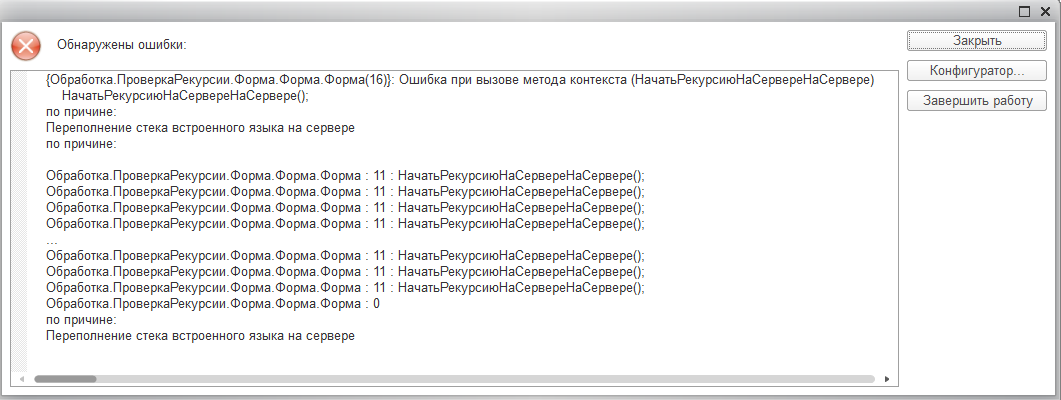 Обнаружены ошибки:
Закрыть
Конфигуратор...
Завершить работу
{Обработка.ПроверкаРекурсии.Форма.Форма.Форма(16)}: Ошибка при вызове метода контекста (НачатьРекурсиюНаСервереНаСервере)
НачатьРекурсиюНаСервереНаСервере();
по причине:
Переполнение стека встроенного языка на сервере
по причине:
Обработка.ПроверкаРекурсии.Форма.Форма.Форма : 11 : НачатьРекурсиюНаСервереНаСервере();
Обработка.ПроверкаРекурсии.Форма.Форма.Форма : 11 : НачатьРекурсиюНаСервереНаСервере();
Обработка.ПроверкаРекурсии.Форма.Форма.Форма : 11 : НачатьРекурсиюНаСервереНаСервере();
Обработка.ПроверкаРекурсии.Форма.Форма.Форма : 11 : НачатьРекурсиюНаСервереНаСервере();
...
Обработка.ПроверкаРекурсии.Форма.Форма.Форма : 11 : НачатьРекурсиюНаСервереНаСервере();
Обработка.ПроверкаРекурсии.Форма.Форма.Форма : 11 : НачатьРекурсиюНаСервереНаСервере();
Обработка.ПроверкаРекурсии.Форма.Форма.Форма : 11 : НачатьРекурсиюНаСервереНаСервере();
Обработка.ПроверкаРекурсии.Форма.Форма.Форма : 0
по причине:
Переполнение стека встроенного языка на сервере